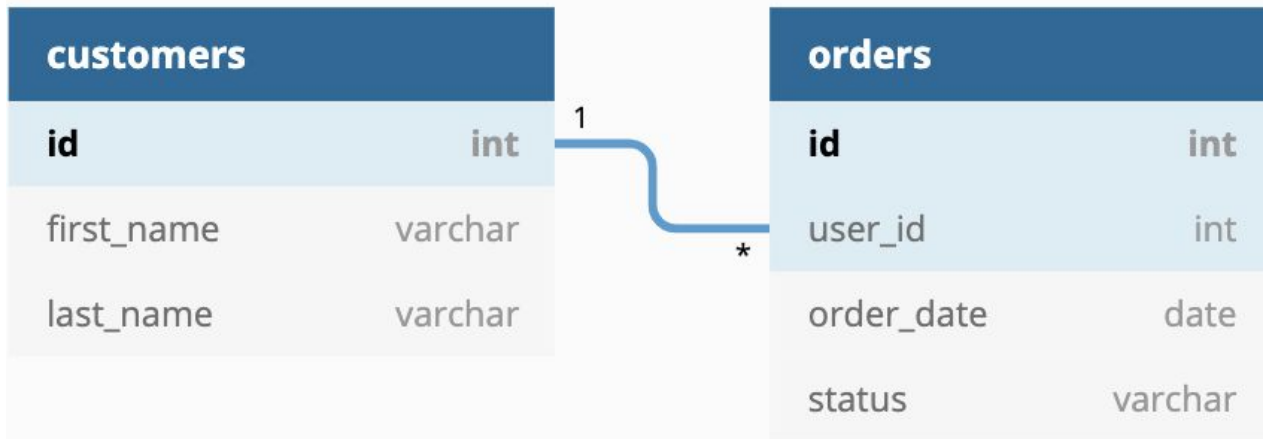 customers
id int
first_name varchar
last_name varchar
1
*
orders
id int
user_id int
order_date date
status varchar